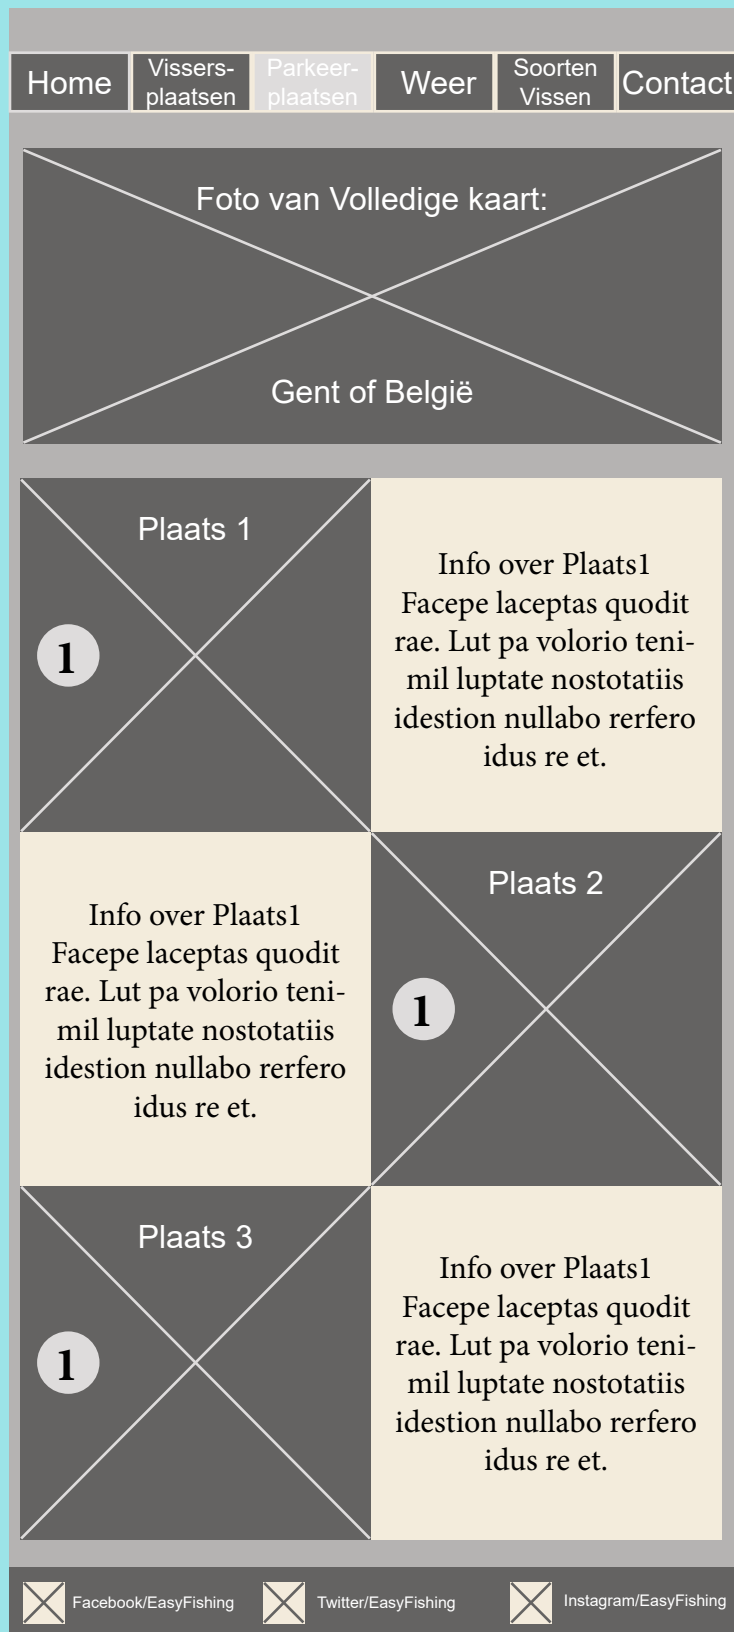 Home
Vissers-
plaatsen
Parkeer-
plaatsen
Weer
Soorten
Vissen
Contact
Foto van Volledige kaart:
Gent of België
Plaats 1
1
Info over Plaats1
Facepe laceptas quodit
rae. Lut pa volorio teni-
mil luptate nostotatiis
idestion nullabo rerfero
idus re et.
Info over Plaats1
Facepe laceptas quodit
rae. Lut pa volorio teni-
mil luptate nostotatiis
idestion nullabo rerfero
idus re et.
Plaats 2
1
Plaats 3
1
Info over Plaats1
Facepe laceptas quodit
rae. Lut pa volorio teni-
mil luptate nostotatiis
idestion nullabo rerfero
idus re et.
Facebook/EasyFishing
Twitter/EasyFishing
Instagram/EasyFishing